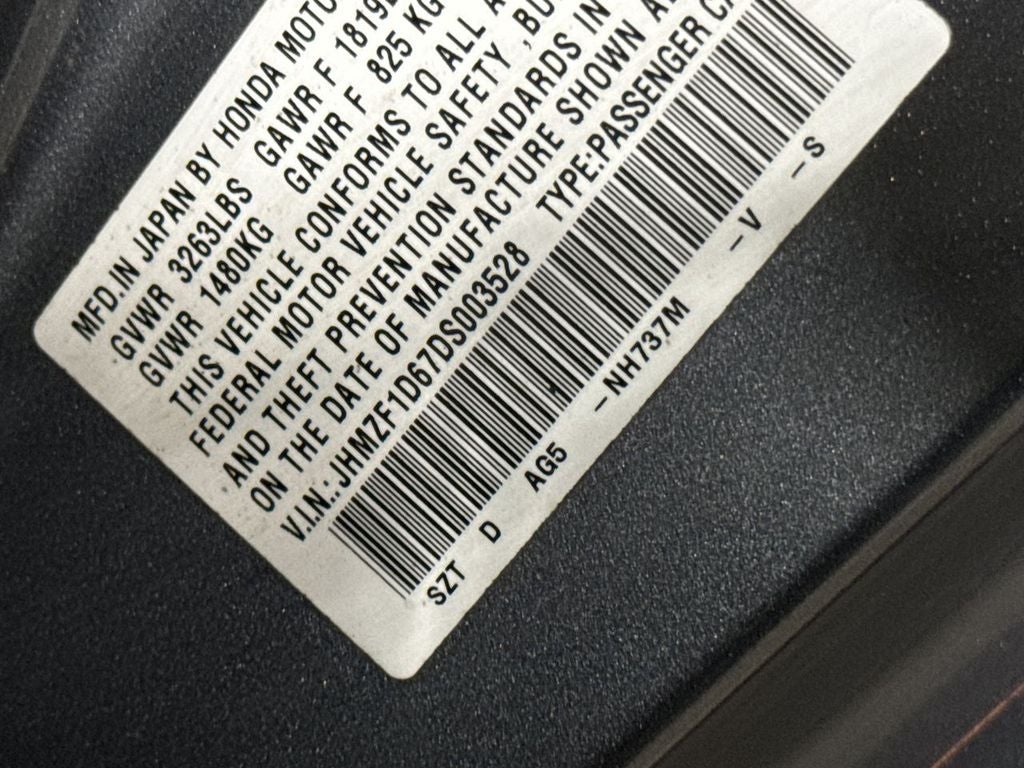 MFD.IN JAPAN BY HONDA MOTO
GVWR 3263LBS GAWR F 1819
GVWR 1480KG GAWR F 825 KG
THIS VEHICLE CONFORMS TO ALL A
FEDERAL MOTOR VEHICLE SAFETY ,BU
AND THEFT PREVENTION STANDARDS IN
ON THE DATE OF MANUFACTURE SHOWN A
V.I.N.:JHMZF1D67DS003528 TYPE:PASSENGER C
SZT D AG5 -NH737M -V -S